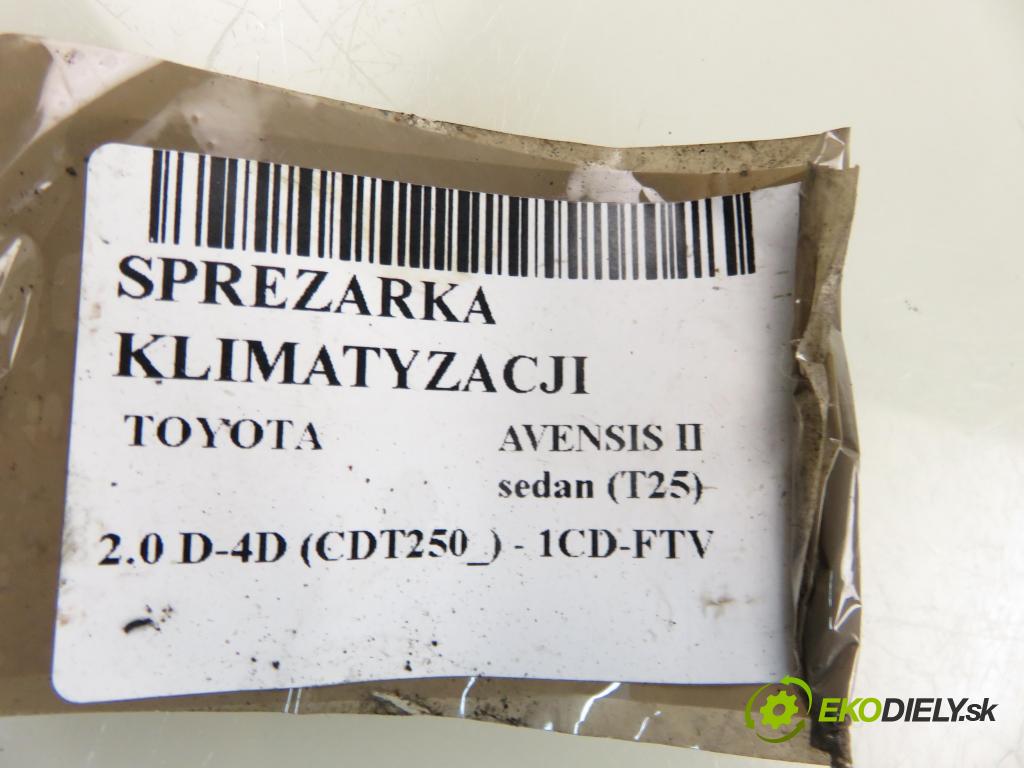 SPREZARKA
KLIMATYZACJI
TOYOTA AVENSIS II
sedan (T25)
2.0 D-4D (CDT250_) - 1CD-FTV
EKODIELY.sk